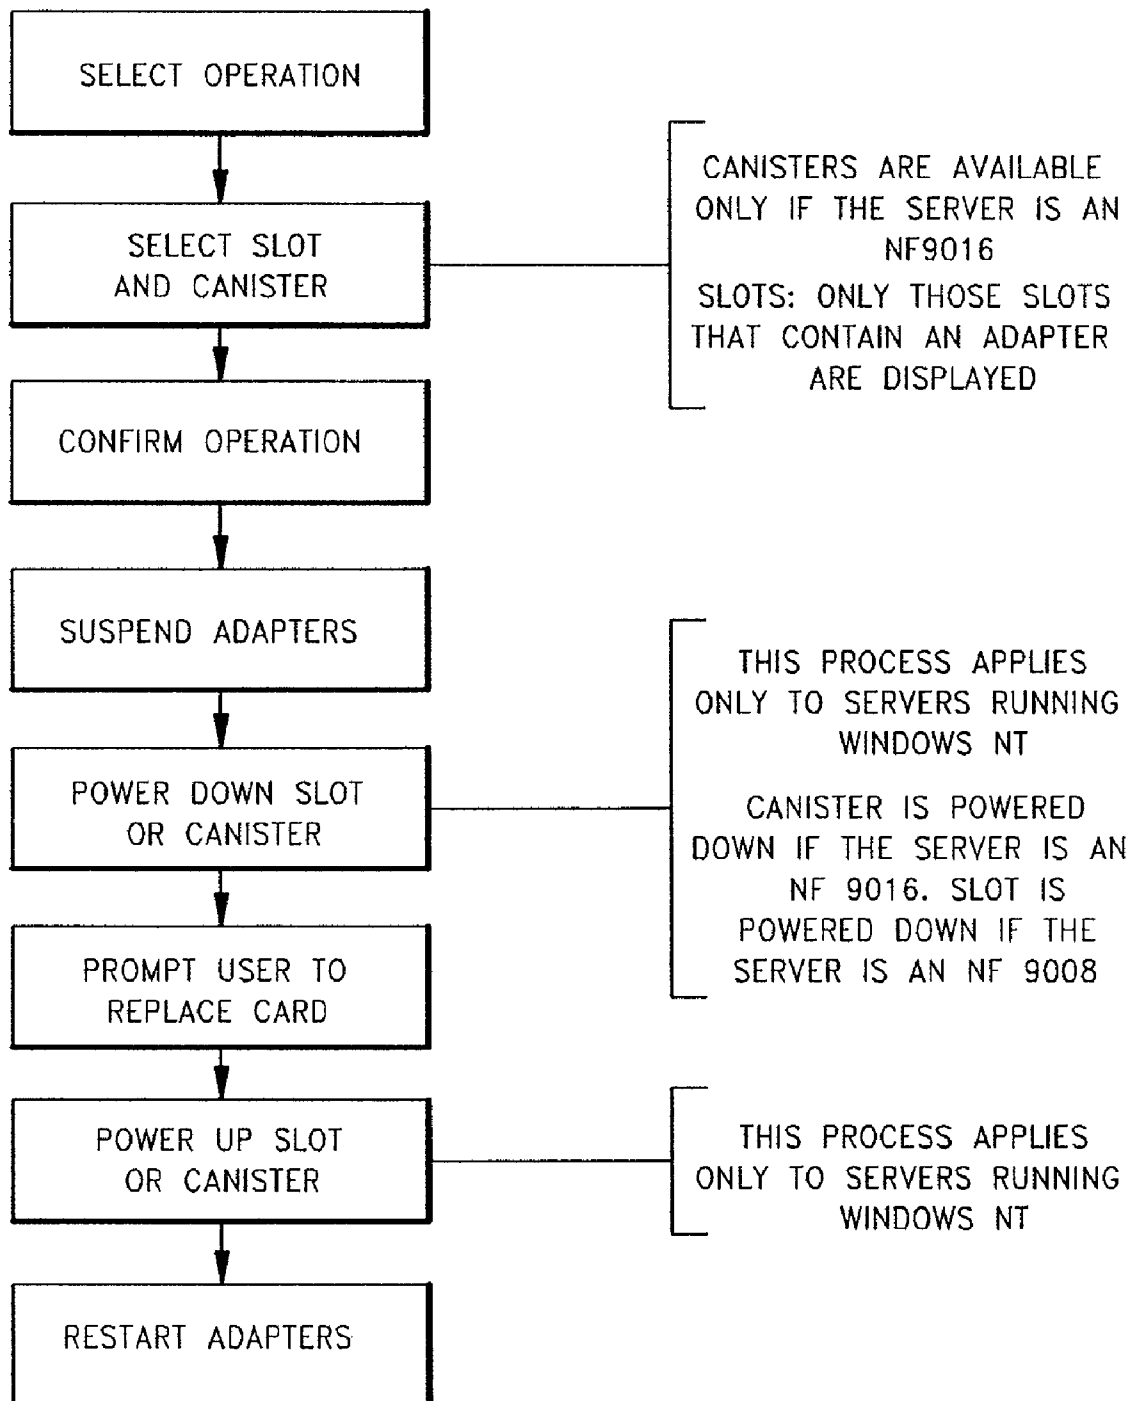 SELECT OPERATION
SELECT SLOT
AND CANISTER
CANISTERS ARE AVAILABLE
ONLY IF THE SERVER IS AN
NF9016
SLOTS: ONLY THOSE SLOTS
THAT CONTAIN AN ADAPTER
ARE DISPLAYED
CONFIRM OPERATION
SUSPEND ADAPTERS
POWER DOWN SLOT
OR CANISTER
THIS PROCESS APPLIES
ONLY TO SERVERS RUNNING
WINDOWS NT
CANISTER IS POWERED
DOWN IF THE SERVER IS AN
NF 9016. SLOT IS
POWERED DOWN IF THE
SERVER IS AN NF 9008
PROMPT USER TO
REPLACE CARD
POWER UP SLOT
OR CANISTER
THIS PROCESS APPLIES
ONLY TO SERVERS RUNNING
WINDOWS NT
RESTART ADAPTERS